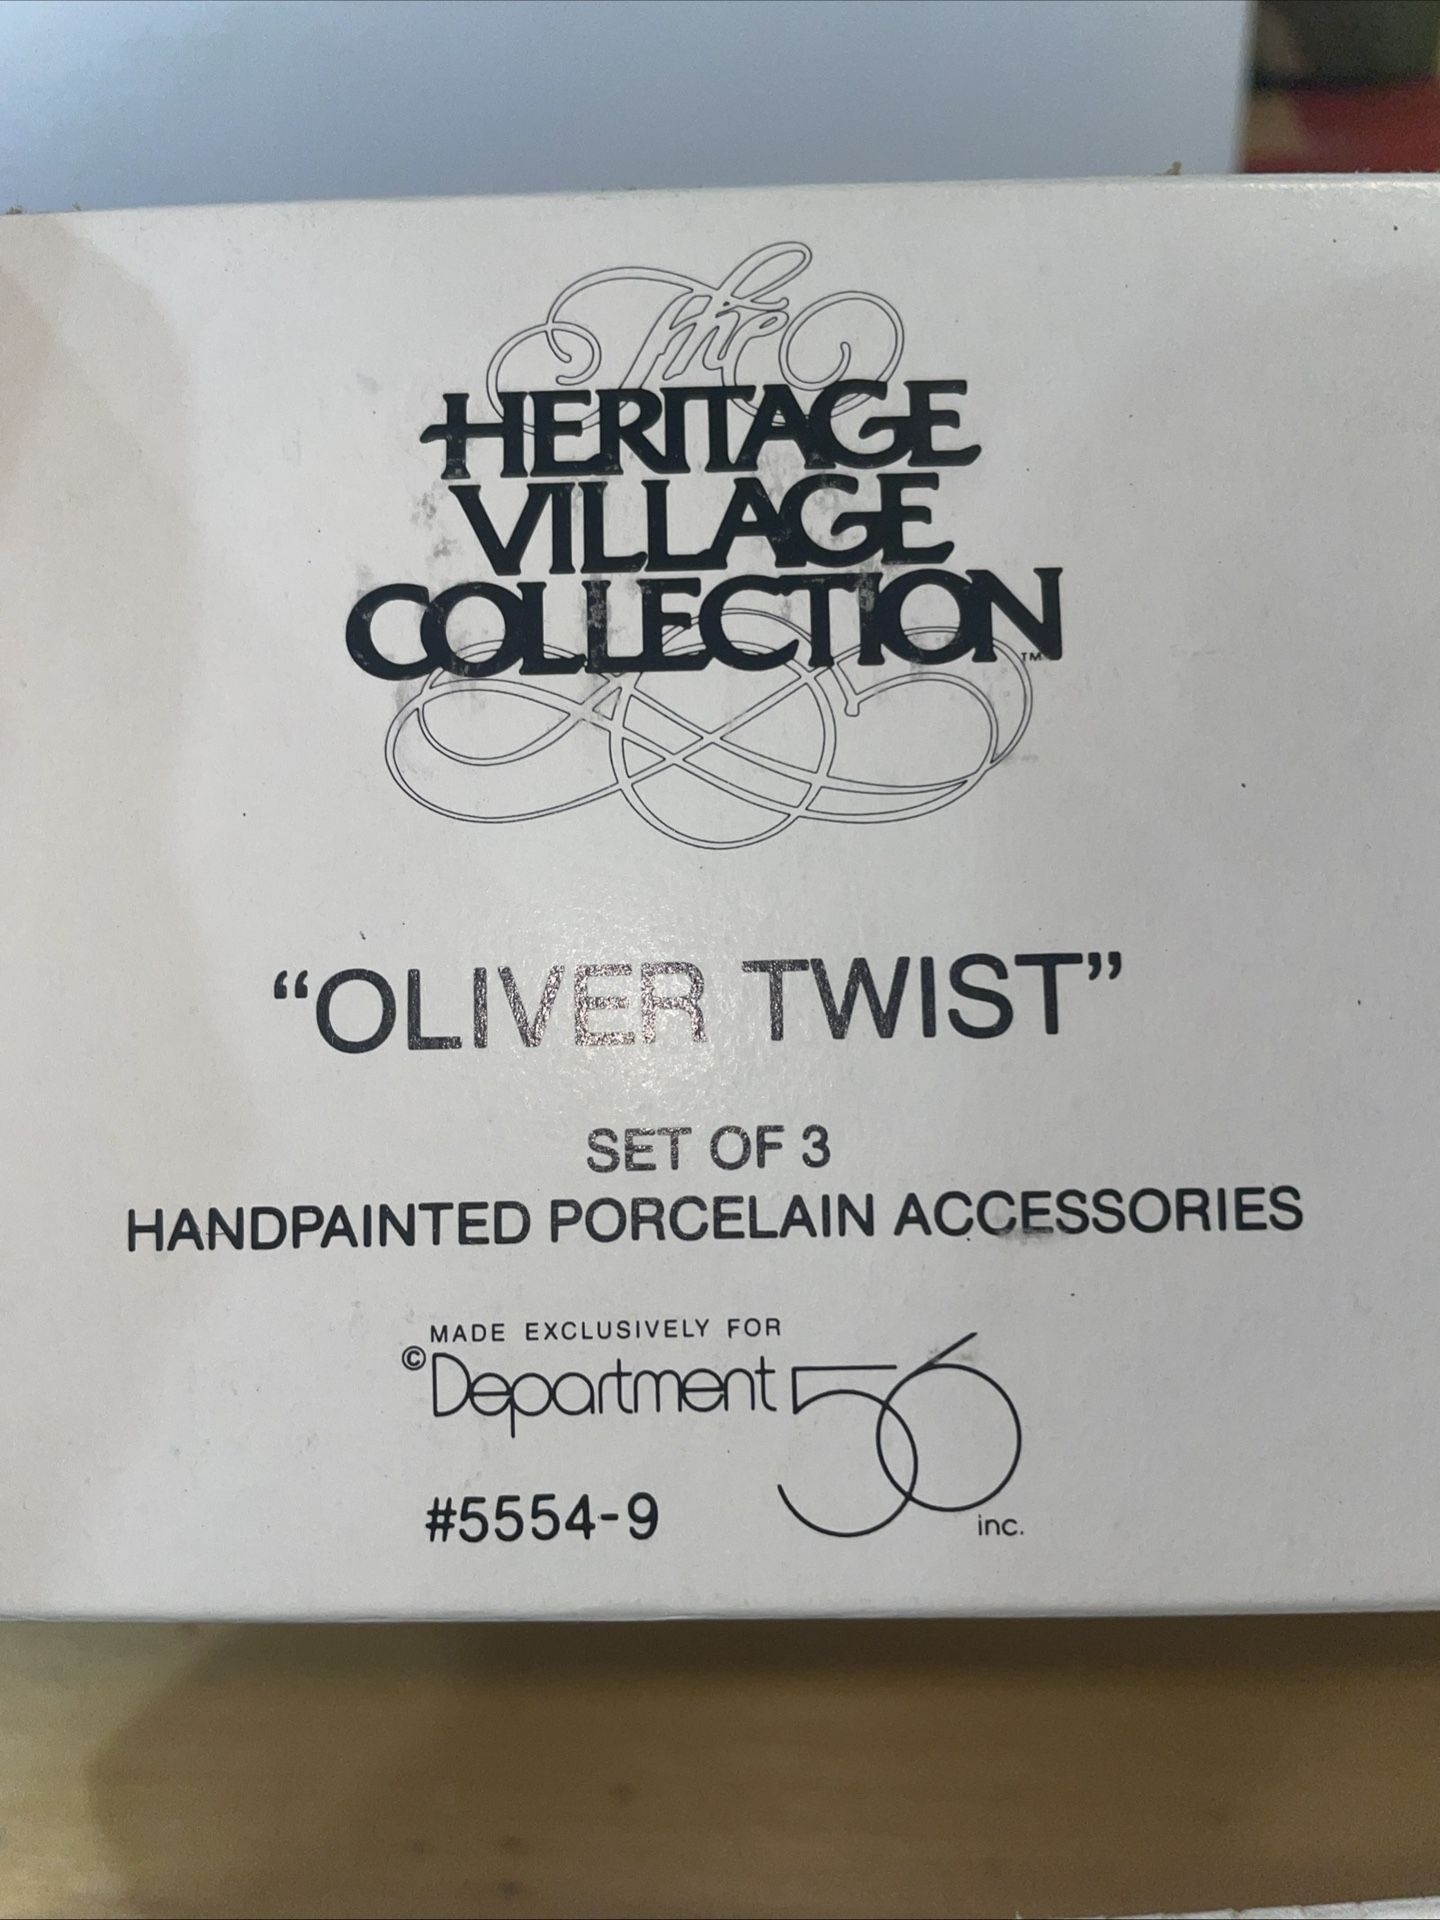 The
HERITAGE
VILLAGE
COLLECTION™
“OLIVER TWIST”
SET OF 3
HANDPAINTED PORCELAIN ACCESSORIES
MADE EXCLUSIVELY FOR
©Department 56
inc.
#5554-9